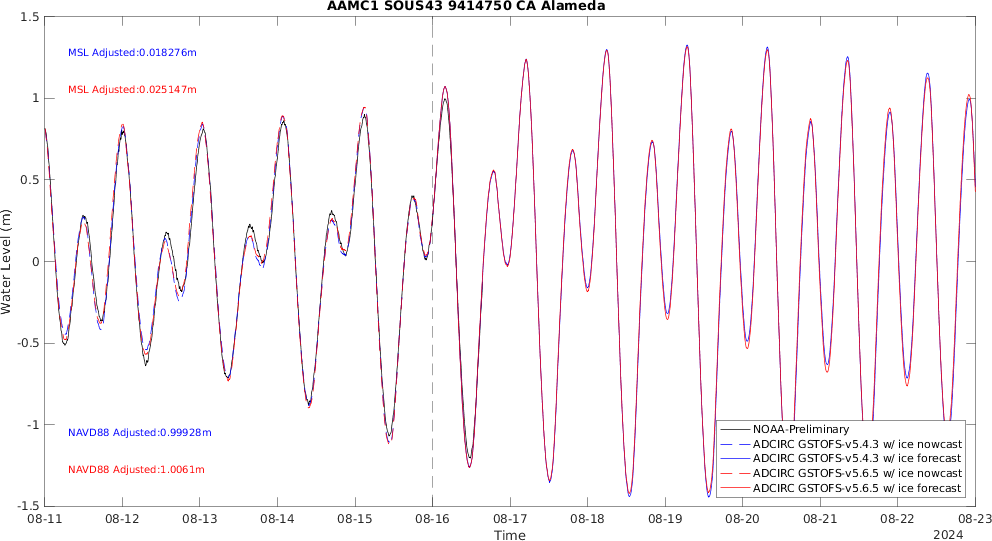 AAMC1 SOUS43 9414750 CA Alameda
1.5
1
0.5
0
-0.5
-1
-1.5
Water Level (m)
MSL Adjusted:0.018276m
MSL Adjusted:0.025147m
NAVD88 Adjusted:0.99928m
NAVD88 Adjusted:1.0061m
NOAA-Preliminary
ADCIRC GSTOFS-v5.4.3 w/ ice nowcast
ADCIRC GSTOFS-v5.4.3 w/ ice forecast
ADCIRC GSTOFS-v5.6.5 w/ ice nowcast
ADCIRC GSTOFS-v5.6.5 w/ ice forecast
08-11 08-12 08-13 08-14 08-15 08-16 08-17 08-18 08-19 08-20 08-21 08-22 08-23
Time
2024